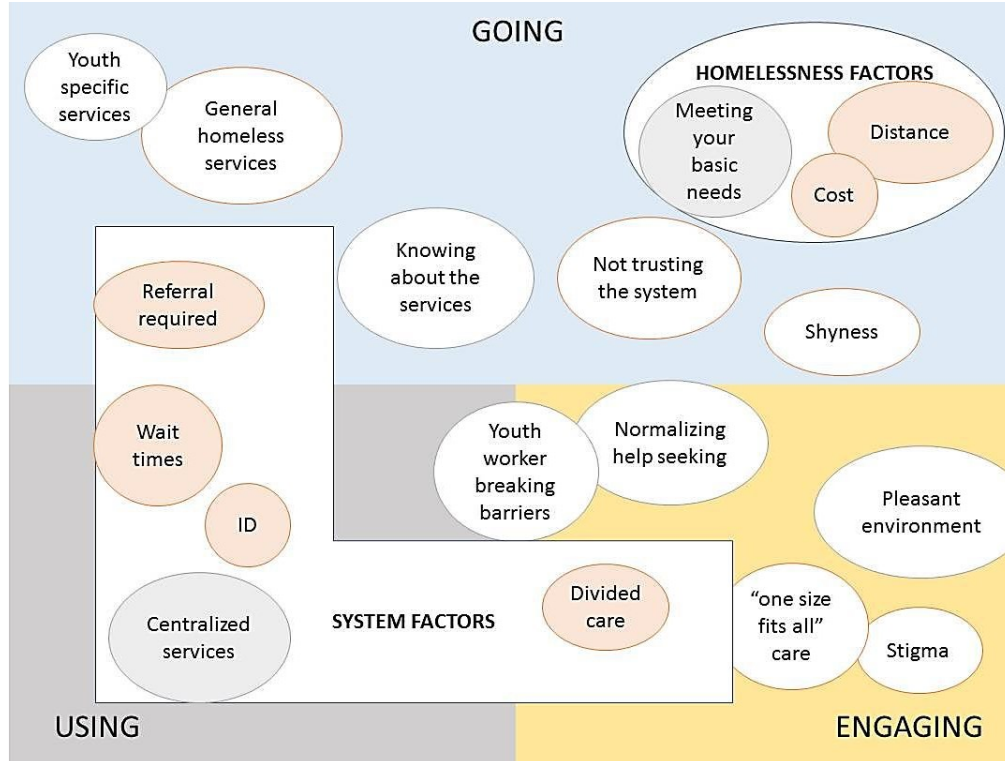 GOING
Youth
specific
services
General
homeless
services
HOMELESSNESS FACTORS
Meeting
your
basic
needs
Distance
Cost
Knowing
about the
services
Not trusting
the system
Shyness
Referral
required
Wait
times
ID
Centralized
services
SYSTEM FACTORS
Divided
care
Youth
worker
breaking
barriers
Normalizing
help seeking
Pleasant
environment
“one size
fits all”
care
Stigma
USING
ENGAGING